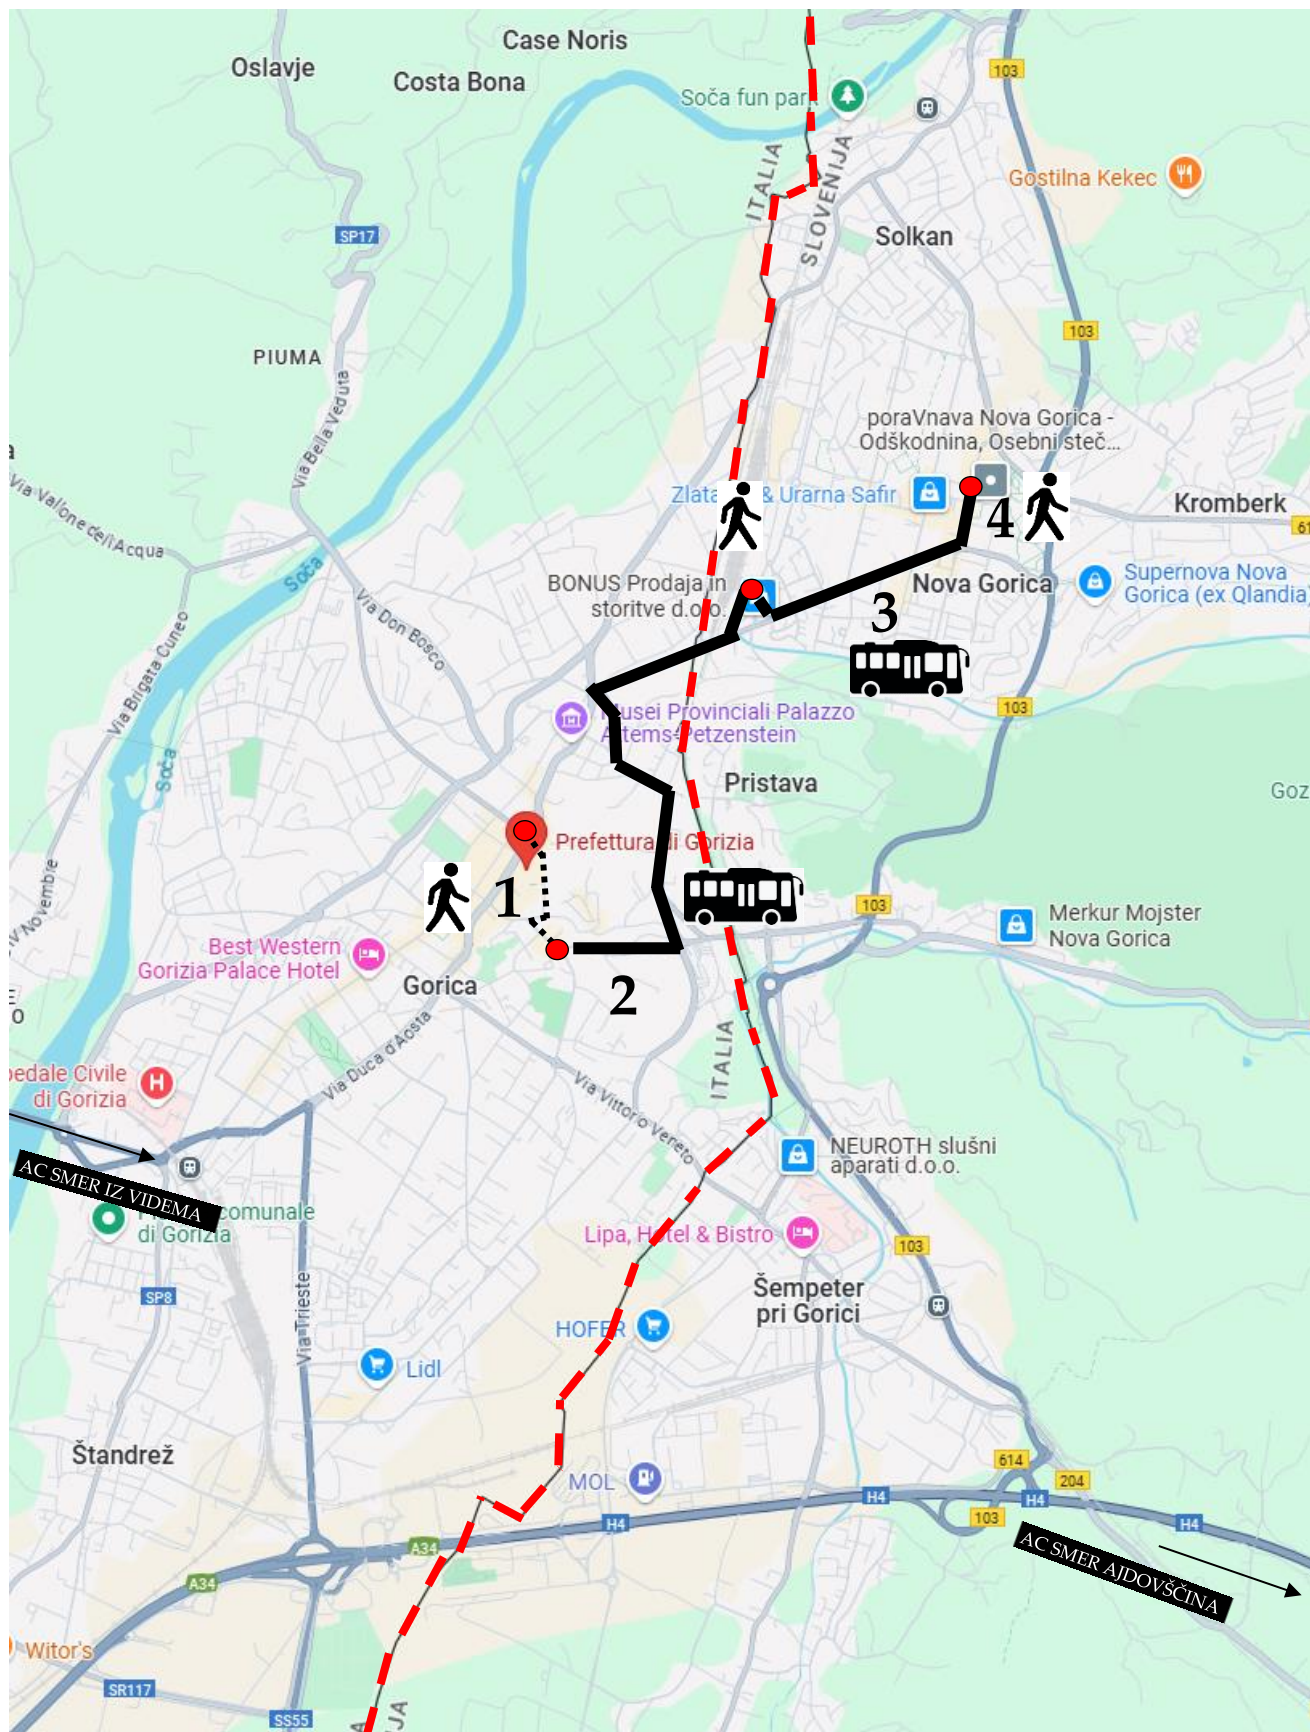 Case Noris
Oslavje
Costa Bona
103
Soča fun park
ITALIA
SLOVENIJA
Gostilna Kekec
SP17
Solkan
103
PIUMA
Via Bella Veduta
poraVnava Nova Gorica -
Odškodnina, Osebni steč...
Zlata
& Urarna Safir
4
Kromberk
61
Via Vallone dell'Acqua
Soča
BONUS Prodaja in
storitve d.o.o.
Nova Gorica
Supernova Nova
Gorica (ex Qlandia)
3
Via Don Bosco
Via Brigata Cuneo
103
Musei Provinciali Palazzo
Attems-Petzenstein
Soča
Pristava
Goz
Prefettura di Gorizia
1
IV Novembre
103
Merkur Mojster
Nova Gorica
Best Western
Gorizia Palace Hotel
Gorica
2
ITALIA
Via Duca d'Aosta
pedale Civile
di Gorizia
Via Vittorio Veneto
NEUROTH slušni
aparati d.o.o.
AC SMER IZ VIDEMA
comunale
di Gorizia
Lipa, Hotel & Bistro
103
SP8
Via Trieste
Šempeter
pri Gorici
HOFER
Lidl
Štandrež
614
204
MOL
H4
H4
103
H4
H4
A34
AC SMER AJDOVŠČINA
A34
Witor's
SR117
SS55
IJA